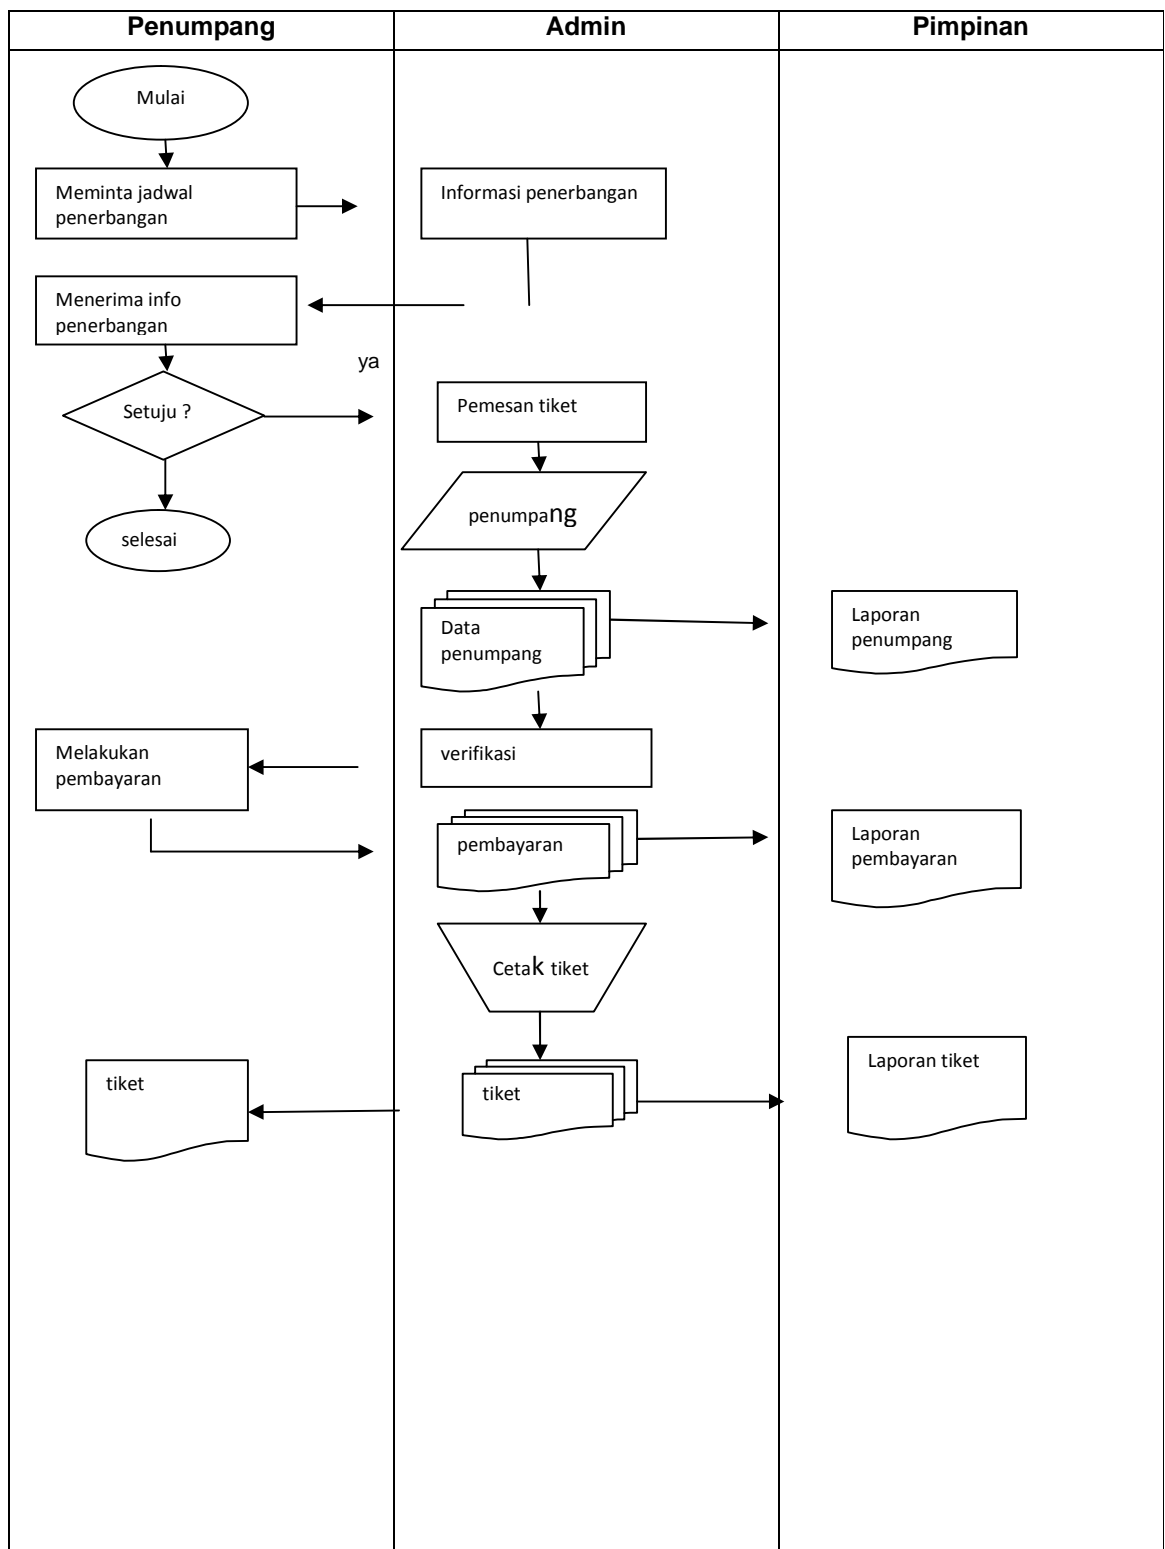 Penumpang
Admin
Pimpinan
Mulai
Meminta jadwal
penerbangan
Informasi penerbangan
Menerima info
penerbangan
ya
Setuju ?
Pemesan tiket
penumpang
selesai
Data
penumpang
Laporan
penumpang
Melakukan
pembayaran
verifikasi
pembayaran
Laporan
pembayaran
Cetak tiket
tiket
tiket
Laporan tiket